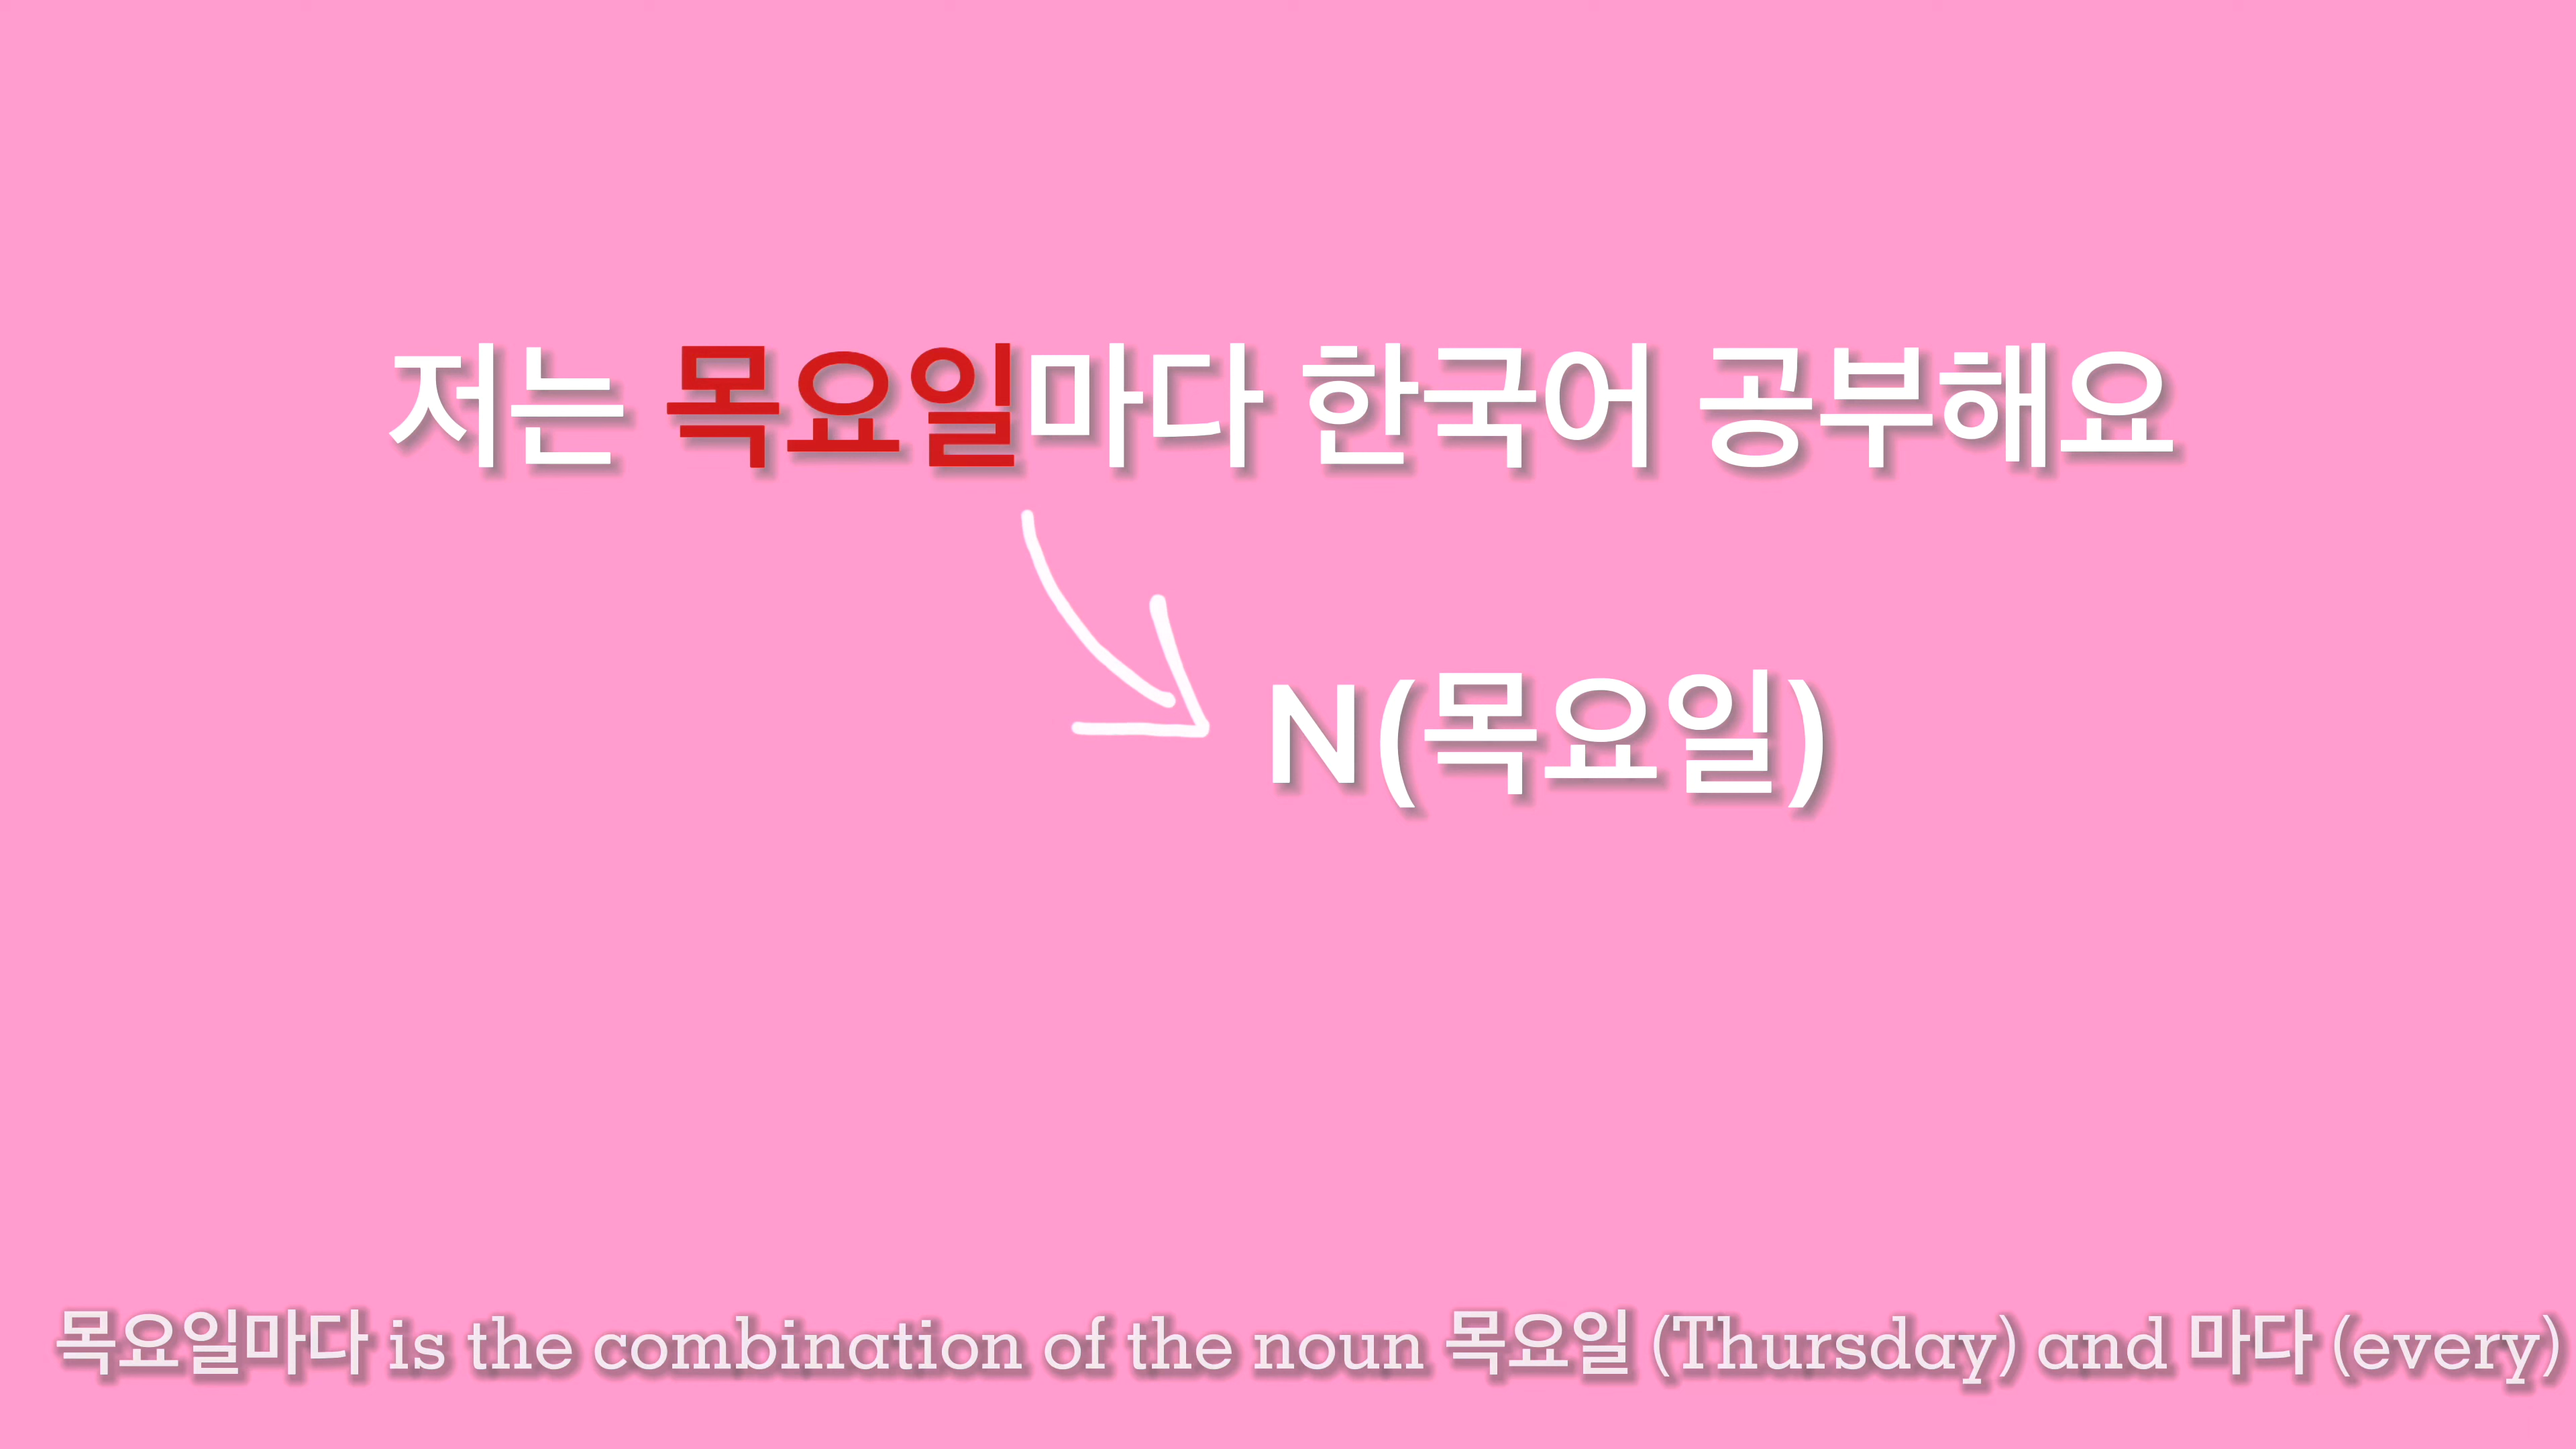 저는 목요일마다 한국어 공부해요
N(목요일)
목요일마다 is the combination of the noun 목요일 (Thursday) and 마다 (every)